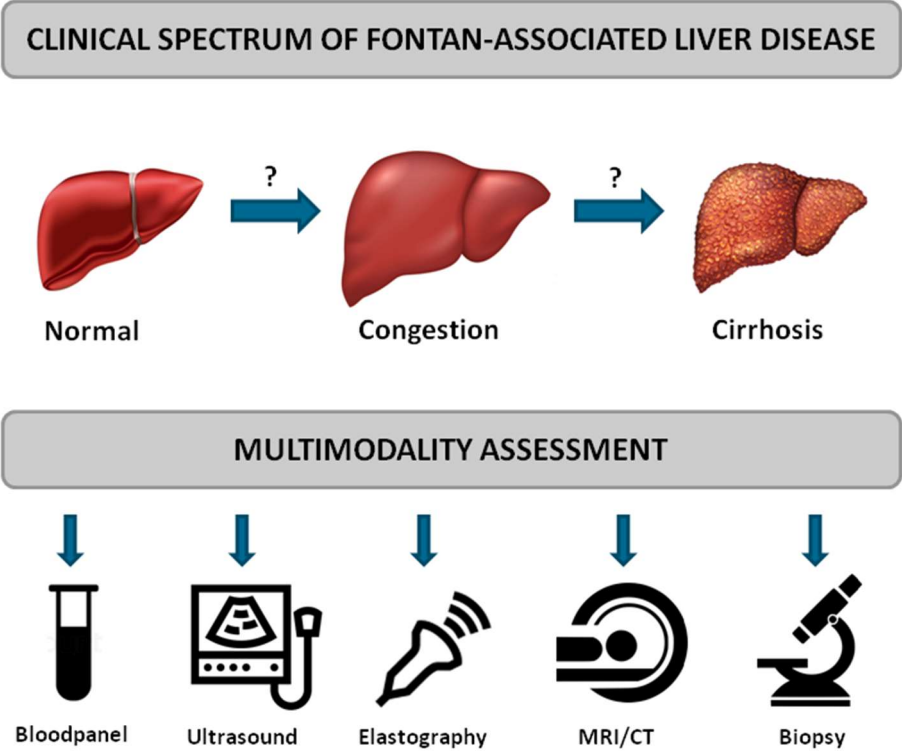 CLINICAL SPECTRUM OF FONTAN-ASSOCIATED LIVER DISEASE
? ?
Normal Congestion Cirrhosis
MULTIMODALITY ASSESSMENT
Bloodpanel Ultrasound Elastography MRI/CT Biopsy